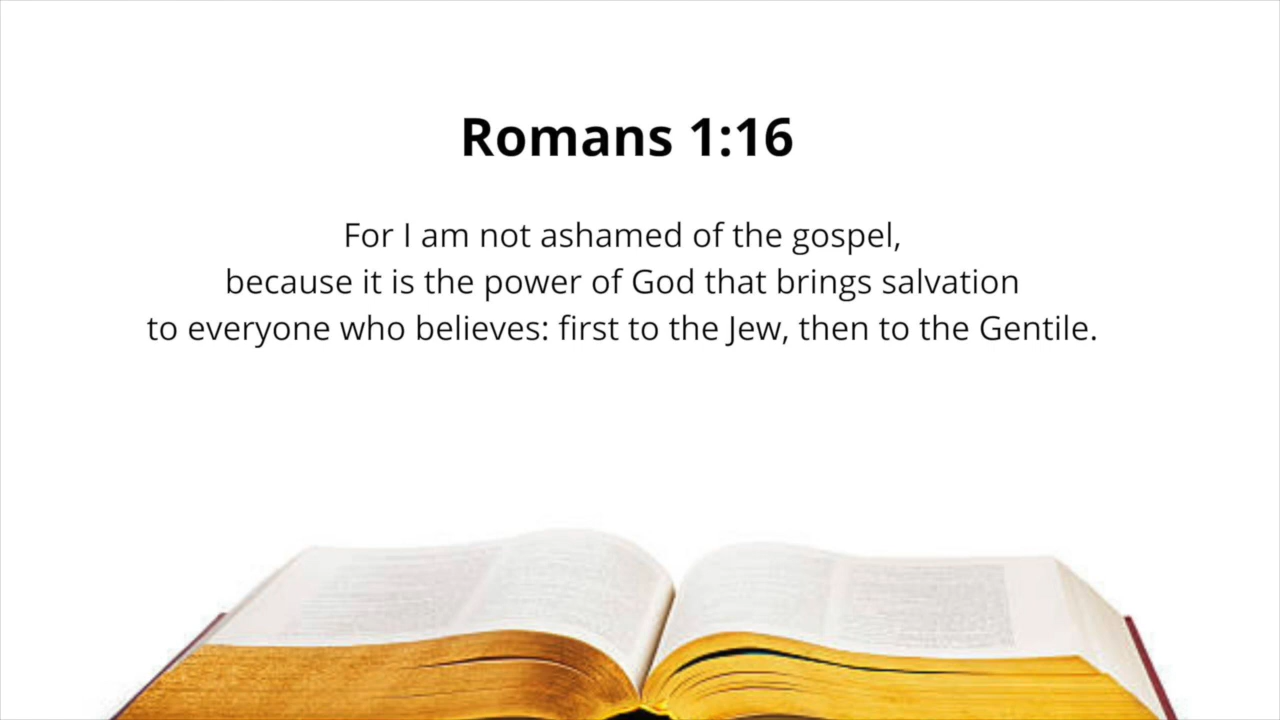 Romans 1:16
For I am not ashamed of the gospel,
because it is the power of God that brings salvation
to everyone who believes: first to the Jew, then to the Gentile.